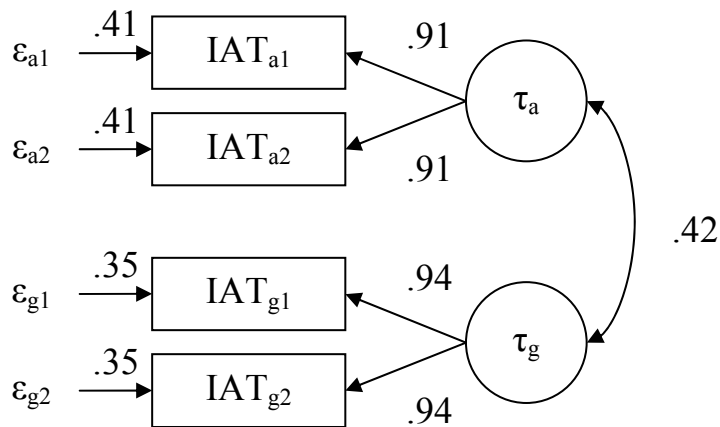 .41 .91
εa1 IATa1
τa
.41
εa2 IATa2
.91
.42
.35 .94
εg1 IATg1
τg
.35
εg2 IATg2
.94